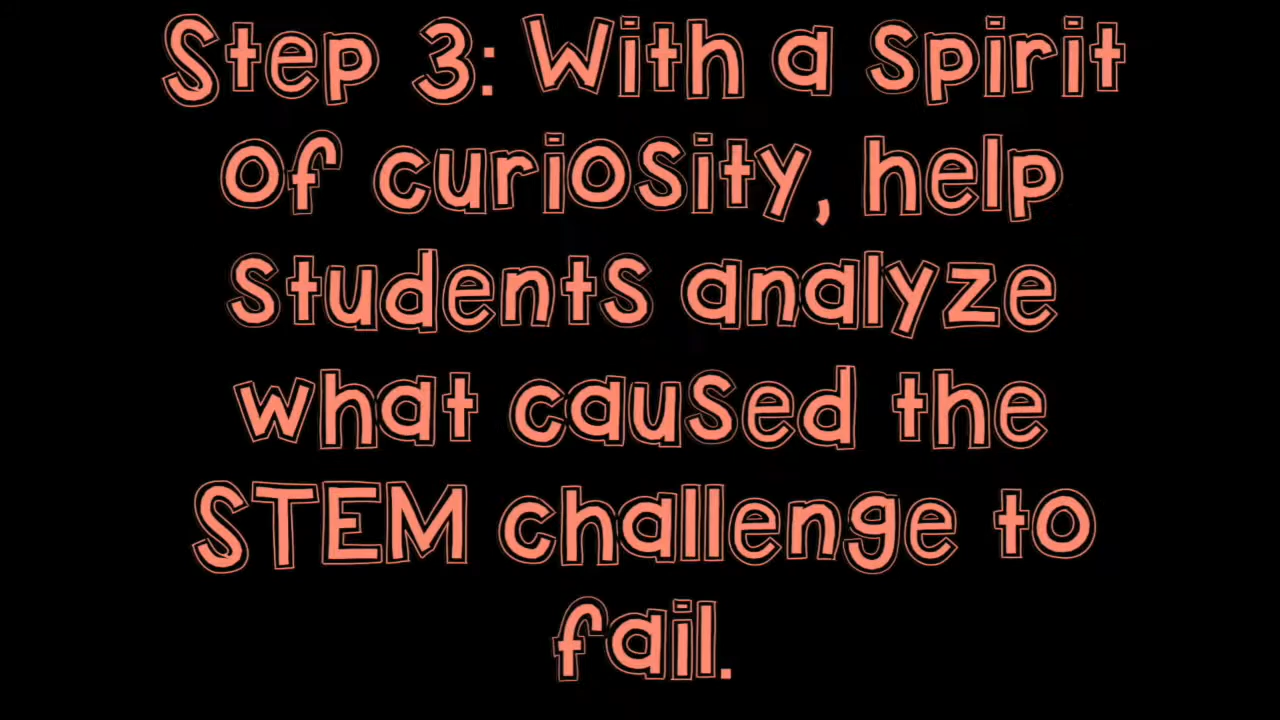 Step 3: With a spirit
of curiosity, help
students analyze
what caused the
STEM challenge to
fail.